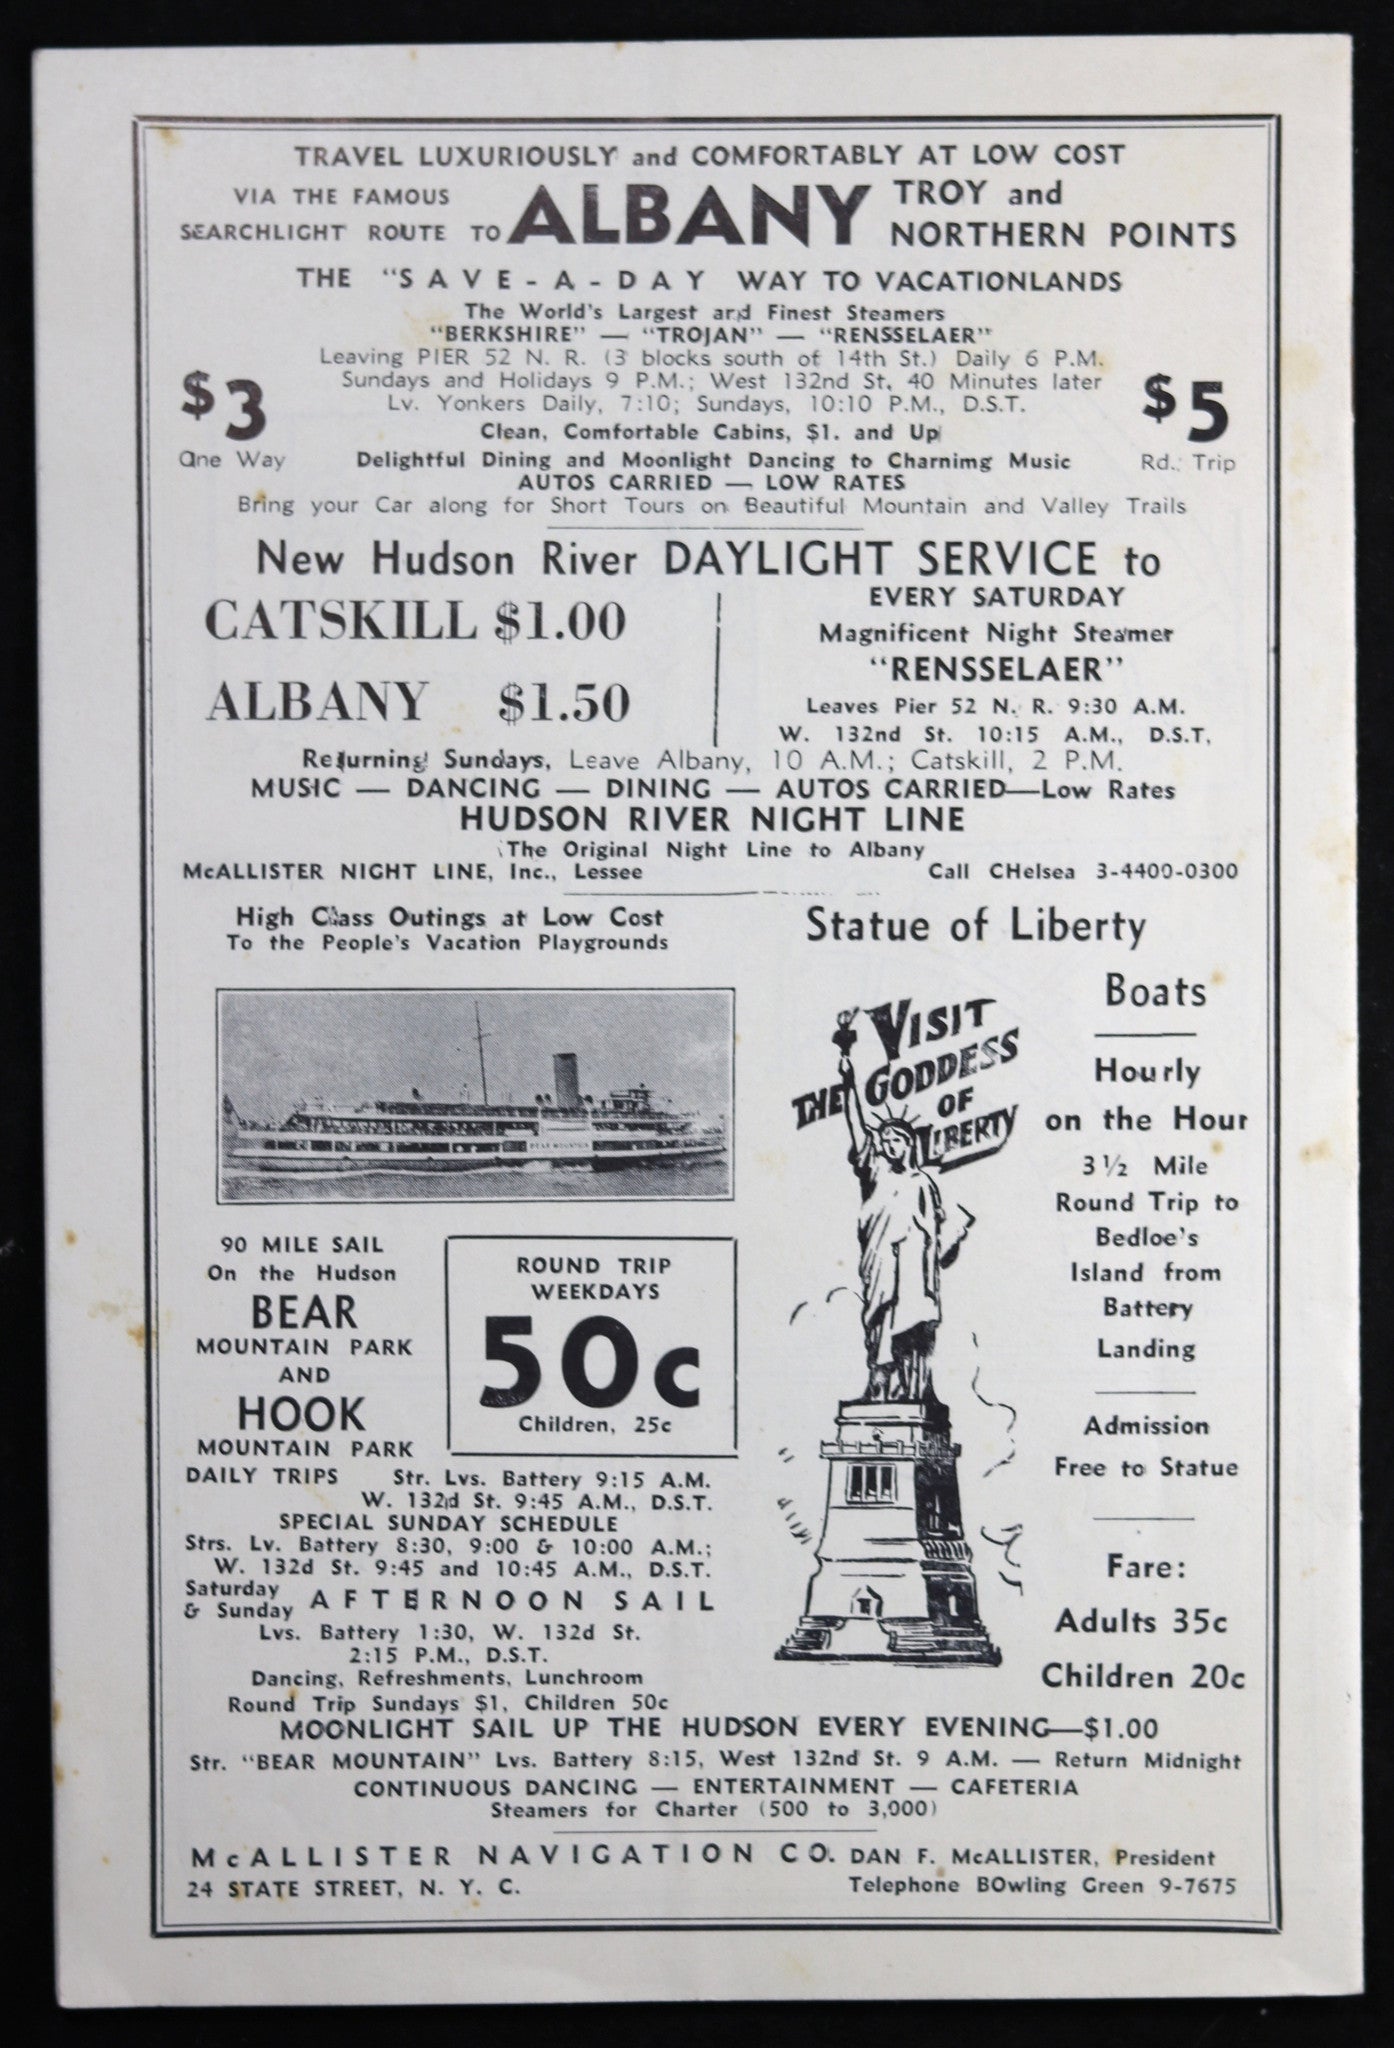 TRAVEL LUXURIOUSLY and COMFORTABLY AT LOW COST
VIA THE FAMOUS
SEARCHLIGHT ROUTE TO
ALBANY
TROY and
NORTHERN POINTS
THE "SAVE-A-DAY WAY TO VACATIONLANDS
The World's Largest and Finest Steamers
"BERKSHIRE" — "TROJAN" — "RENSSELAER"
Leaving PIER 52 N. R. (3 blocks south of 14th St.) Daily 6 P.M.
Sundays and Holidays 9 P.M.; West 132nd St, 40 Minutes later
Lv. Yonkers Daily, 7:10; Sundays, 10:10 P.M., D.S.T.
$3
One Way
$5
Rd. Trip
Clean, Comfortable Cabins, $1. and Up
Delightful Dining and Moonlight Dancing to Charnimg Music
AUTOS CARRIED — LOW RATES
Bring your Car along for Short Tours on Beautiful Mountain and Valley Trails
New Hudson River DAYLIGHT SERVICE to
CATSKILL $1.00
ALBANY $1.50
EVERY SATURDAY
Magnificent Night Steamer
"RENSSELAER"
Leaves Pier 52 N. R. 9:30 A.M.
W. 132nd St. 10:15 A.M., D.S.T.
Returning Sundays, Leave Albany, 10 A.M.; Catskill, 2 P.M.
MUSIC — DANCING — DINING — AUTOS CARRIED—Low Rates
HUDSON RIVER NIGHT LINE
The Original Night Line to Albany
McALLISTER NIGHT LINE, Inc., Lessee
Call CHelsea 3-4400-0300
High Class Outings at Low Cost
To the People's Vacation Playgrounds
BEAR MOUNTAIN
90 MILE SAIL
On the Hudson
BEAR
MOUNTAIN PARK
AND
HOOK
MOUNTAIN PARK
ROUND TRIP
WEEKDAYS
50c
Children, 25c
DAILY TRIPS Str. Lvs. Battery 9:15 A.M.
W. 132d St. 9:45 A.M., D.S.T.
SPECIAL SUNDAY SCHEDULE
Strs. Lv. Battery 8:30, 9:00 & 10:00 A.M.;
W. 132d St. 9:45 and 10:45 A.M., D.S.T.
Saturday
& Sunday
AFTERNOON SAIL
Lvs. Battery 1:30, W. 132d St.
2:15 P.M., D.S.T.
Dancing, Refreshments, Lunchroom
Round Trip Sundays $1, Children 50c
Statue of Liberty
Boats
VISIT
THE GODDESS
OF
LIBERTY
Hourly
on the Hour
3½ Mile
Round Trip to
Bedloe's
Island from
Battery
Landing
Admission
Free to Statue
Fare:
Adults 35c
Children 20c
MOONLIGHT SAIL UP THE HUDSON EVERY EVENING—$1.00
Str. "BEAR MOUNTAIN" Lvs. Battery 8:15, West 132nd St. 9 A.M. — Return Midnight
CONTINUOUS DANCING — ENTERTAINMENT — CAFETERIA
Steamers for Charter (500 to 3,000)
McALLISTER NAVIGATION CO. DAN F. McALLISTER, President
24 STATE STREET, N. Y. C. Telephone BOwling Green 9-7675